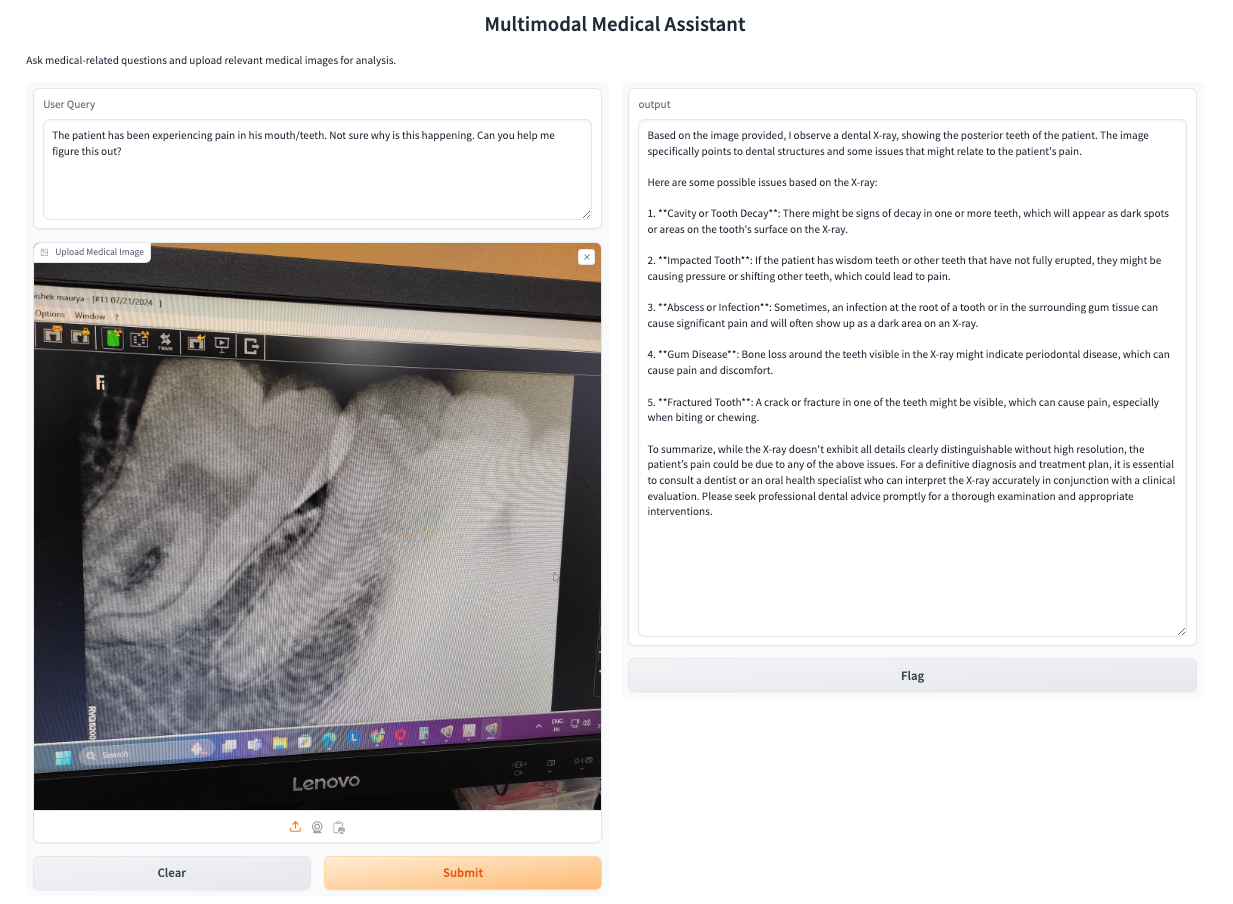 Multimodal Medical Assistant
Ask medical-related questions and upload relevant medical images for analysis.
User Query
The patient has been experiencing pain in his mouth/teeth. Not sure why is this happening. Can you help me
figure this out?
Upload Medical Image
ishek maurya - [#11 07/21/2024 ]
Options Window ?
TWAIN
Fi
RVG5200
Search
ENG
IN
Lenovo
Clear
Submit
output
Based on the image provided, I observe a dental X-ray, showing the posterior teeth of the patient. The image
specifically points to dental structures and some issues that might relate to the patient's pain.
Here are some possible issues based on the X-ray:
1. **Cavity or Tooth Decay**: There might be signs of decay in one or more teeth, which will appear as dark spots
or areas on the tooth's surface on the X-ray.
2. **Impacted Tooth**: If the patient has wisdom teeth or other teeth that have not fully erupted, they might be
causing pressure or shifting other teeth, which could lead to pain.
3. **Abscess or Infection**: Sometimes, an infection at the root of a tooth or in the surrounding gum tissue can
cause significant pain and will often show up as a dark area on an X-ray.
4. **Gum Disease**: Bone loss around the teeth visible in the X-ray might indicate periodontal disease, which can
cause pain and discomfort.
5. **Fractured Tooth**: A crack or fracture in one of the teeth might be visible, which can cause pain, especially
when biting or chewing.
To summarize, while the X-ray doesn't exhibit all details clearly distinguishable without high resolution, the
patient's pain could be due to any of the above issues. For a definitive diagnosis and treatment plan, it is essential
to consult a dentist or an oral health specialist who can interpret the X-ray accurately in conjunction with a clinical
evaluation. Please seek professional dental advice promptly for a thorough examination and appropriate
interventions.
Flag